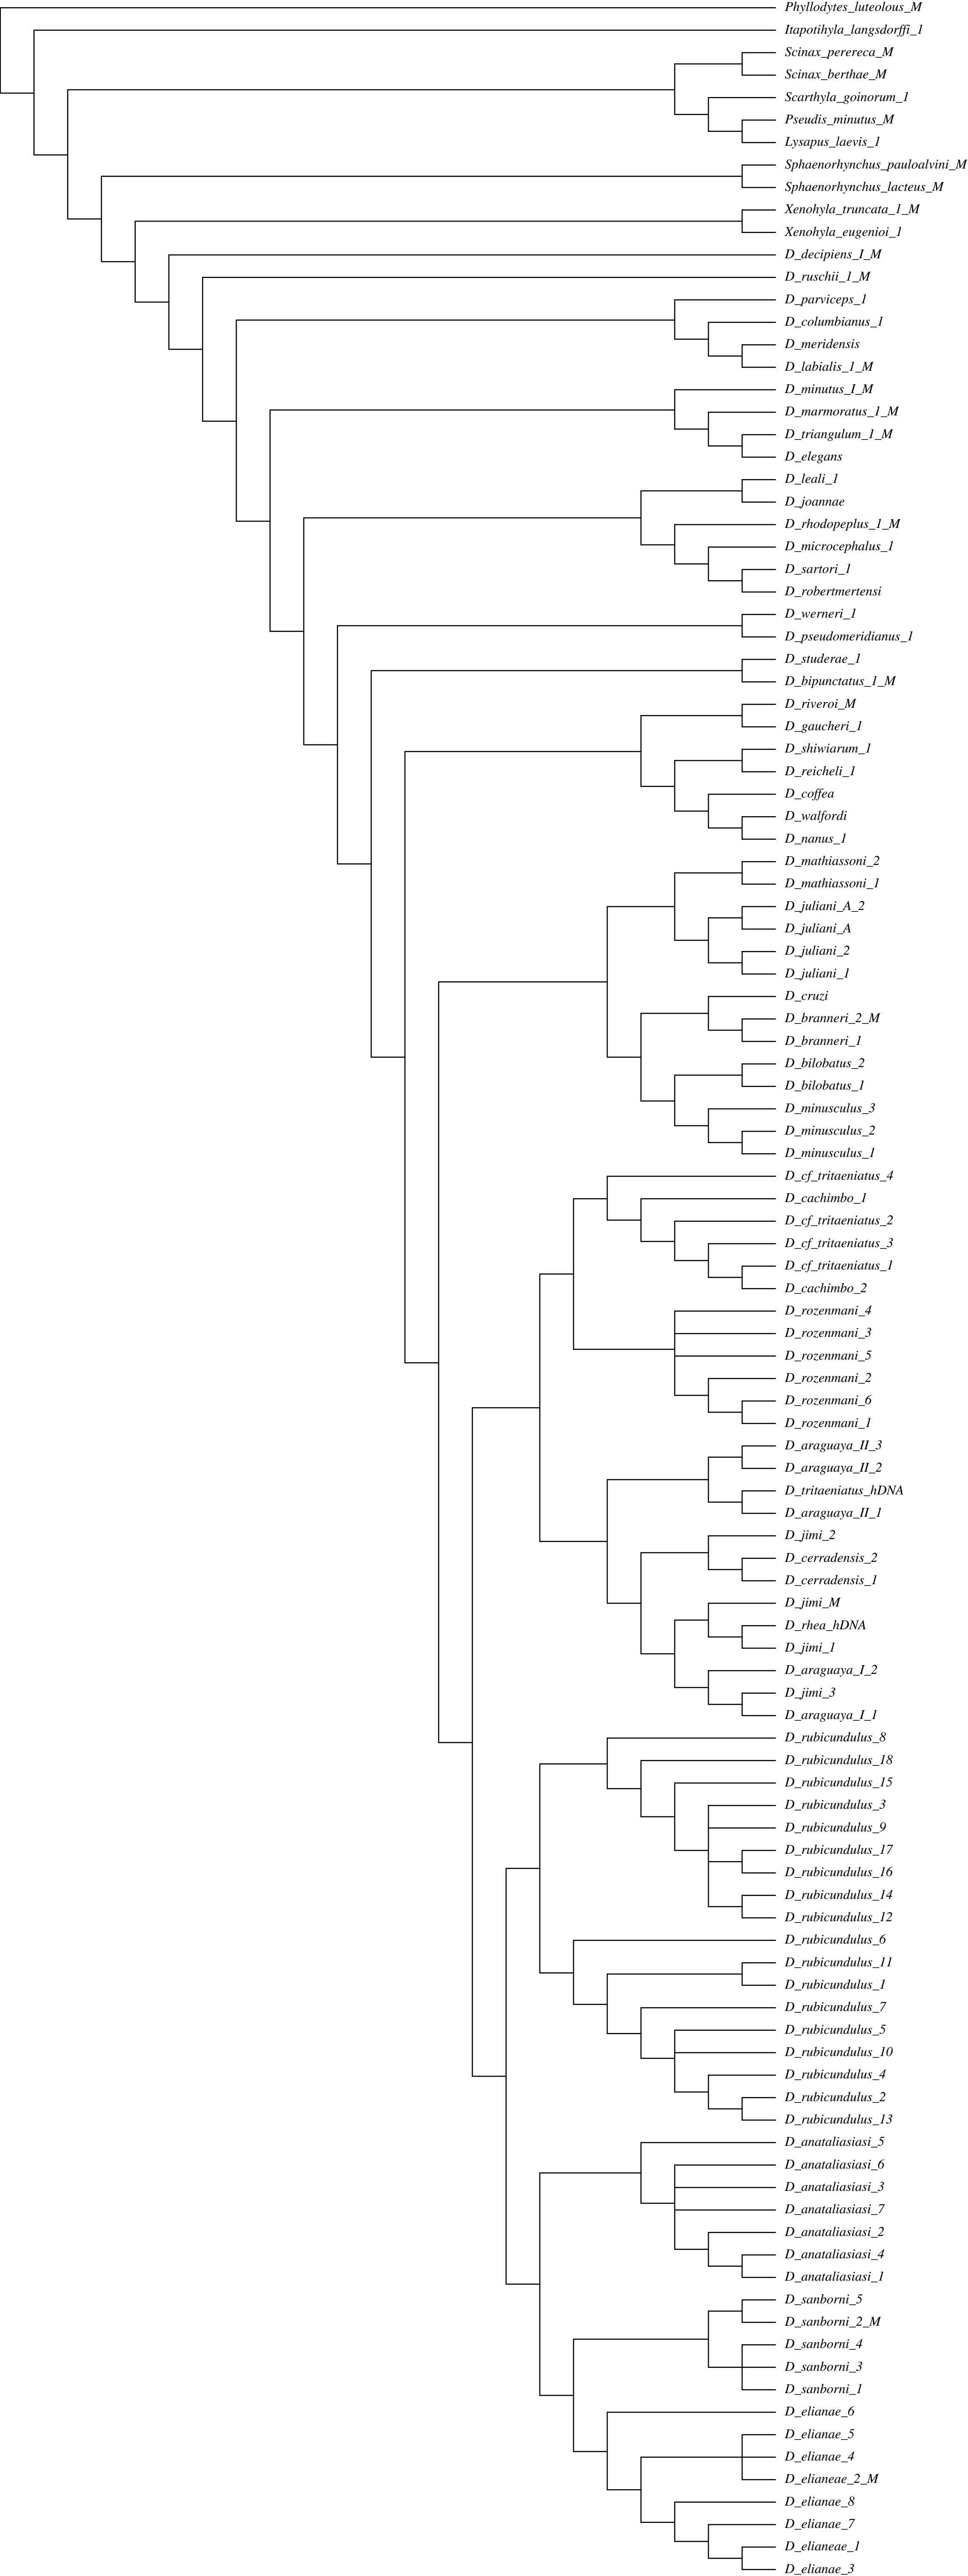 Phyllodytes_luteolous_M
Itapotihyla_langsdorffi_1
Scinax_perereca_M
Scinax_berthae_M
Scarthyla_goinorum_1
Pseudis_minutus_M
Lysapus_laevis_1
Sphaenorhynchus_pauloalvini_M
Sphaenorhynchus_lacteus_M
Xenohyla_truncata_1_M
Xenohyla_eugenioi_1
D_decipiens_I_M
D_ruschii_1_M
D_parviceps_1
D_columbianus_1
D_meridensis
D_labialis_1_M
D_minutus_I_M
D_marmoratus_1_M
D_triangulum_1_M
D_elegans
D_leali_1
D_joannae
D_rhodopeplus_1_M
D_microcephalus_1
D_sartori_1
D_robertmertensi
D_werneri_1
D_pseudomeridianus_1
D_studerae_1
D_bipunctatus_1_M
D_riveroi_M
D_gaucheri_1
D_shiwiarum_1
D_reicheli_1
D_coffea
D_walfordi
D_nanus_1
D_mathiassoni_2
D_mathiassoni_1
D_juliani_A_2
D_juliani_A
D_juliani_2
D_juliani_1
D_cruzi
D_branneri_2_M
D_branneri_1
D_bilobatus_2
D_bilobatus_1
D_minusculus_3
D_minusculus_2
D_minusculus_1
D_cf_tritaeniatus_4
D_cachimbo_1
D_cf_tritaeniatus_2
D_cf_tritaeniatus_3
D_cf_tritaeniatus_1
D_cachimbo_2
D_rozenmani_4
D_rozenmani_3
D_rozenmani_5
D_rozenmani_2
D_rozenmani_6
D_rozenmani_1
D_araguaya_II_3
D_araguaya_II_2
D_tritaeniatus_hDNA
D_araguaya_II_1
D_jimi_2
D_cerradensis_2
D_cerradensis_1
D_jimi_M
D_rhea_hDNA
D_jimi_1
D_araguaya_I_2
D_jimi_3
D_araguaya_I_1
D_rubicundulus_8
D_rubicundulus_18
D_rubicundulus_15
D_rubicundulus_3
D_rubicundulus_9
D_rubicundulus_17
D_rubicundulus_16
D_rubicundulus_14
D_rubicundulus_12
D_rubicundulus_6
D_rubicundulus_11
D_rubicundulus_1
D_rubicundulus_7
D_rubicundulus_5
D_rubicundulus_10
D_rubicundulus_4
D_rubicundulus_2
D_rubicundulus_13
D_anataliasiasi_5
D_anataliasiasi_6
D_anataliasiasi_3
D_anataliasiasi_7
D_anataliasiasi_2
D_anataliasiasi_4
D_anataliasiasi_1
D_sanborni_5
D_sanborni_2_M
D_sanborni_4
D_sanborni_3
D_sanborni_1
D_elianae_6
D_elianae_5
D_elianae_4
D_elianeae_2_M
D_elianae_8
D_elianae_7
D_elianeae_1
D_elianae_3